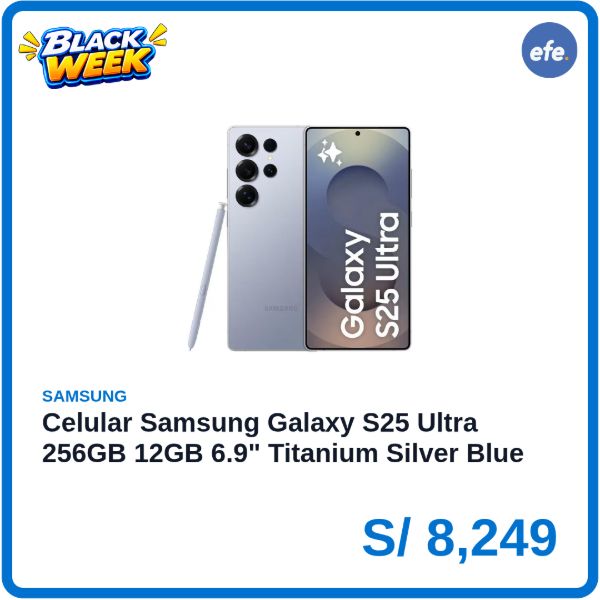 BLACK
WEEK
efe.
SAMSUNG
Galaxy
S25 Ultra
SAMSUNG
Celular Samsung Galaxy S25 Ultra
256GB 12GB 6.9" Titanium Silver Blue
S/ 8,249